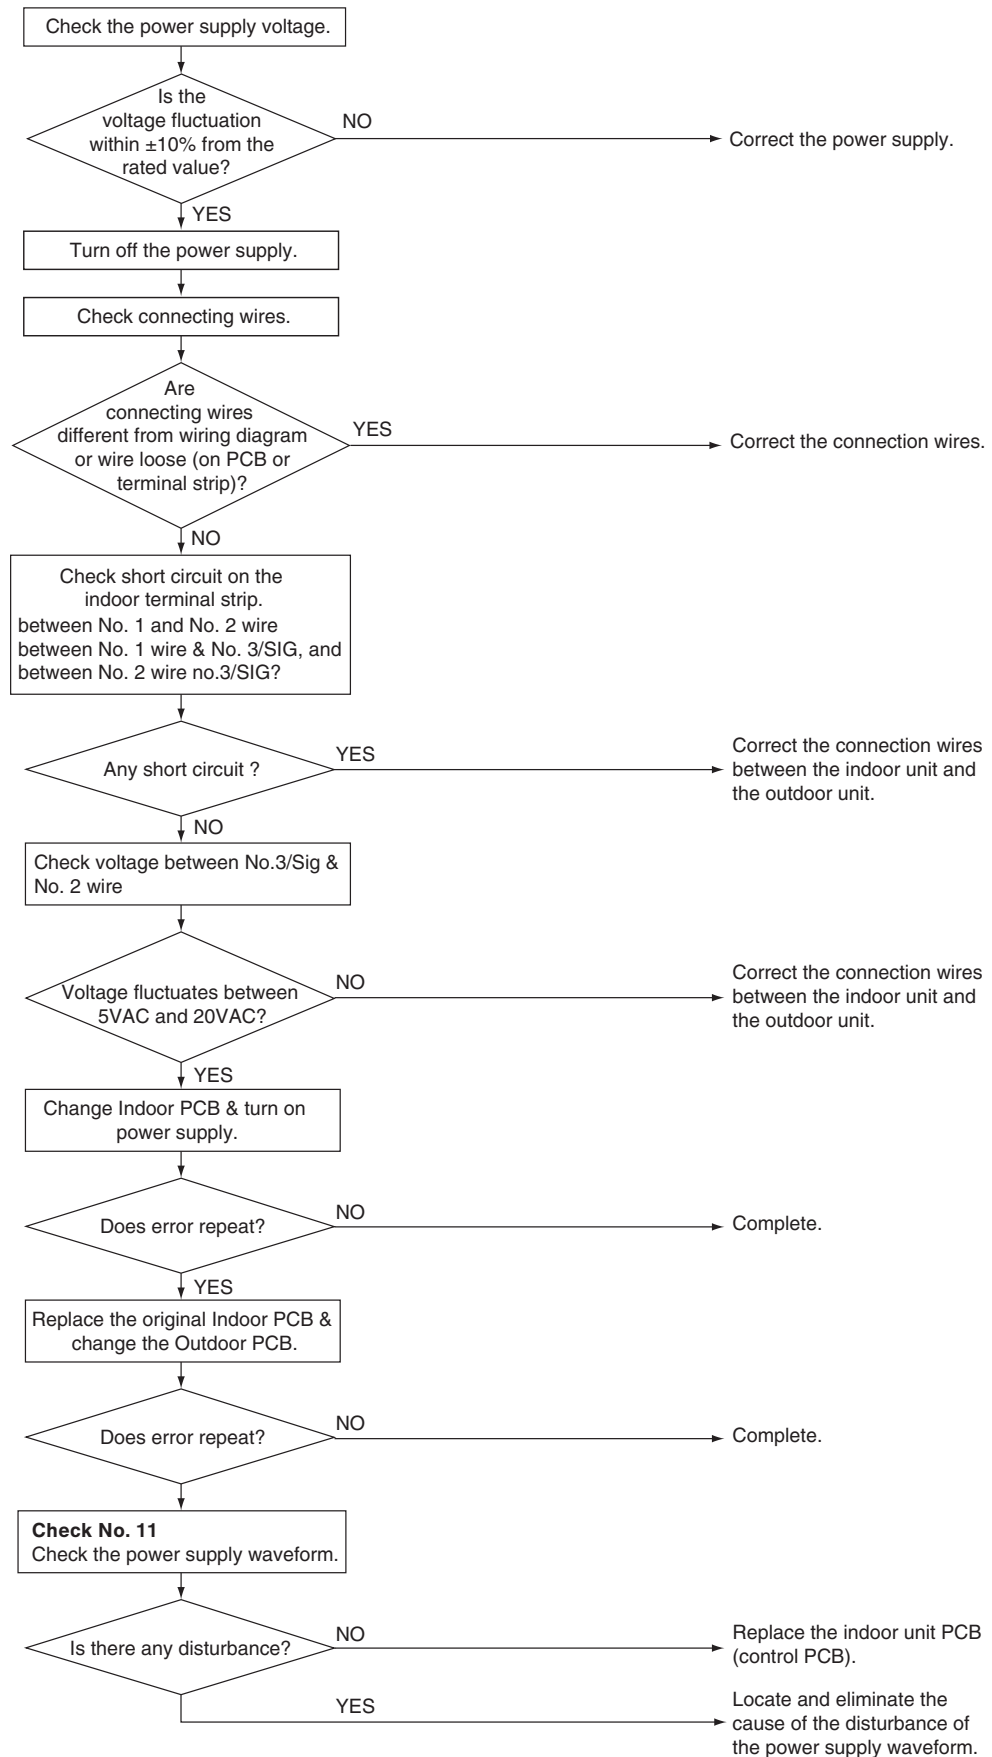 Check the power supply voltage.
Is the
voltage fluctuation
within ±10% from the
rated value?
NO
Correct the power supply.
YES
Turn off the power supply.
Check connecting wires.
Are
connecting wires
different from wiring diagram
or wire loose (on PCB or
terminal strip)?
YES
Correct the connection wires.
NO
Check short circuit on the
indoor terminal strip.
between No. 1 and No. 2 wire
between No. 1 wire & No. 3/SIG, and
between No. 2 wire no.3/SIG?
Any short circuit ?
YES
Correct the connection wires
between the indoor unit and
the outdoor unit.
NO
Check voltage between No.3/Sig &
No. 2 wire
Voltage fluctuates between
5VAC and 20VAC?
NO
Correct the connection wires
between the indoor unit and
the outdoor unit.
YES
Change Indoor PCB & turn on
power supply.
Does error repeat?
NO
Complete.
YES
Replace the original Indoor PCB &
change the Outdoor PCB.
Does error repeat?
NO
Complete.
Check No. 11
Check the power supply waveform.
Is there any disturbance?
NO
Replace the indoor unit PCB
(control PCB).
YES
Locate and eliminate the
cause of the disturbance of
the power supply waveform.